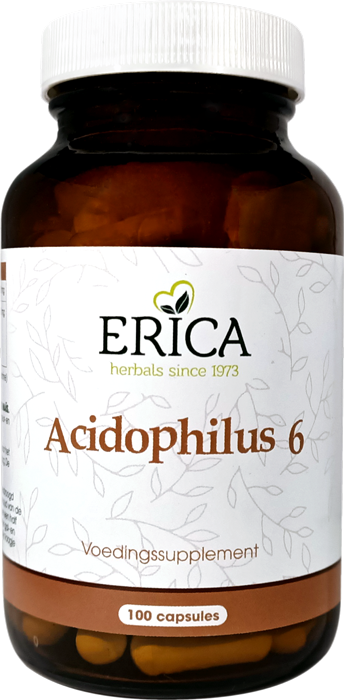 ERICA
herbals since 1973
Acidophilus 6
Voedingssupplement
100 capsules